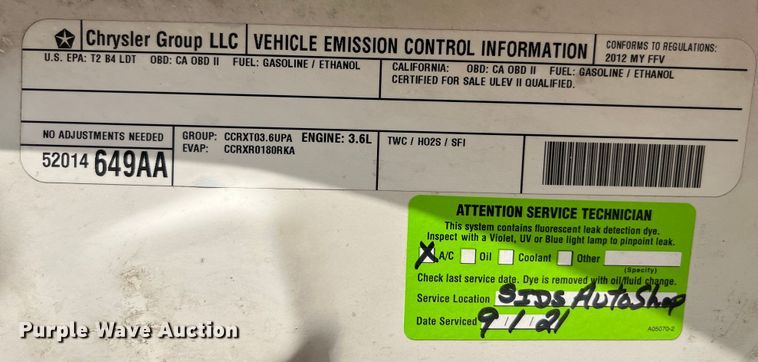 Chrysler Group LLC VEHICLE EMISSION CONTROL INFORMATION
CONFORMS TO REGULATIONS:
2012 MY FFV
U.S. EPA: T2 B4 LDT OBD: CA OBD II FUEL: GASOLINE / ETHANOL
CALIFORNIA: OBD: CA OBD II FUEL: GASOLINE / ETHANOL
CERTIFIED FOR SALE ULEV II QUALIFIED.
NO ADJUSTMENTS NEEDED
52014 649AA
GROUP: CCRXT03.6UPA ENGINE: 3.6L
EVAP: CCRXR0180RKA
TWC / HO2S / SFI
ATTENTION SERVICE TECHNICIAN
This system contains fluorescent leak detection dye.
Inspect with a Violet, UV or Blue light lamp to pinpoint leak.
X A/C Oil Coolant Other
(Specify)
Check last service date. Dye is removed with oil/fluid change.
Service Location SIDS AutoShop
Date Serviced 9 / 1 / 21
A05070-2
Purple Wave Auction